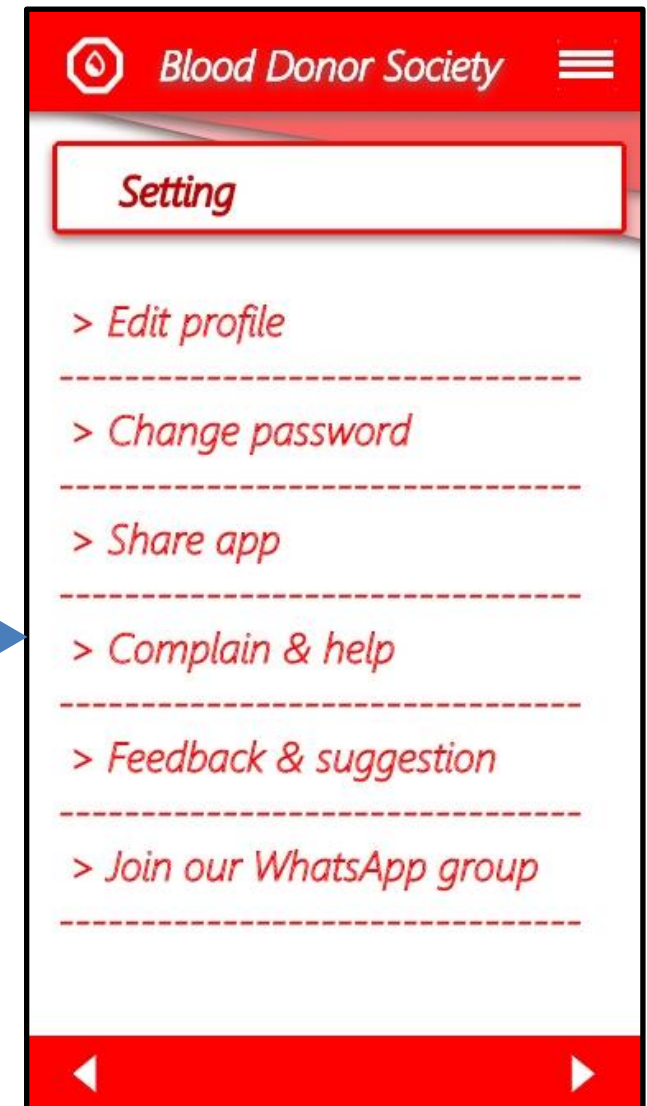 Blood Donor Society
Setting
> Edit profile
> Change password
> Share app
> Complain & help
> Feedback & suggestion
> Join our WhatsApp group